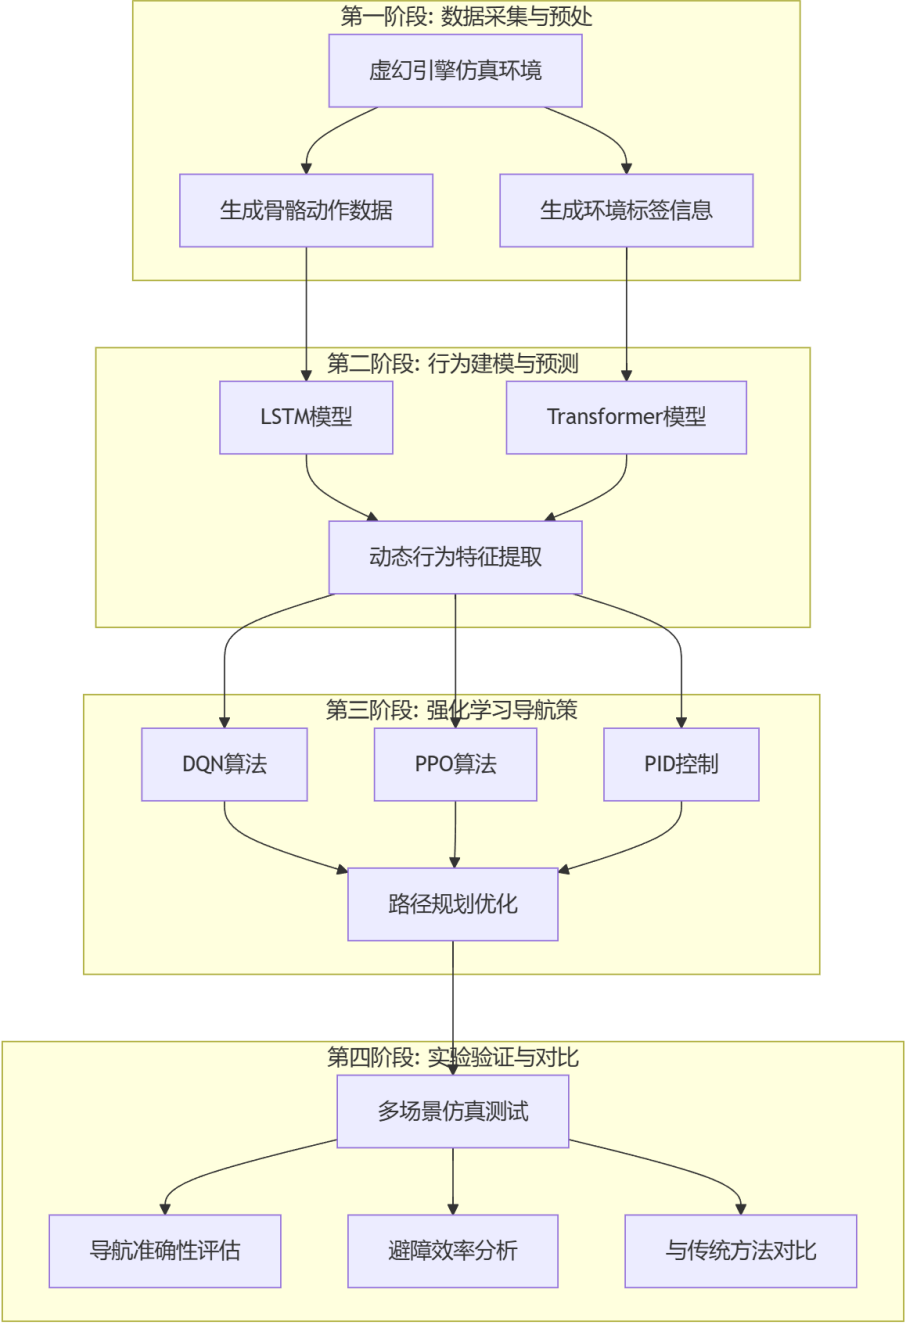 第一阶段: 数据采集与预处
虚幻引擎仿真环境
生成骨骼动作数据
生成环境标签信息
第二阶段: 行为建模与预测
LSTM模型
Transformer模型
动态行为特征提取
第三阶段: 强化学习导航策
DQN算法
PPO算法
PID控制
路径规划优化
第四阶段: 实验验证与对比
多场景仿真测试
导航准确性评估
避障效率分析
与传统方法对比